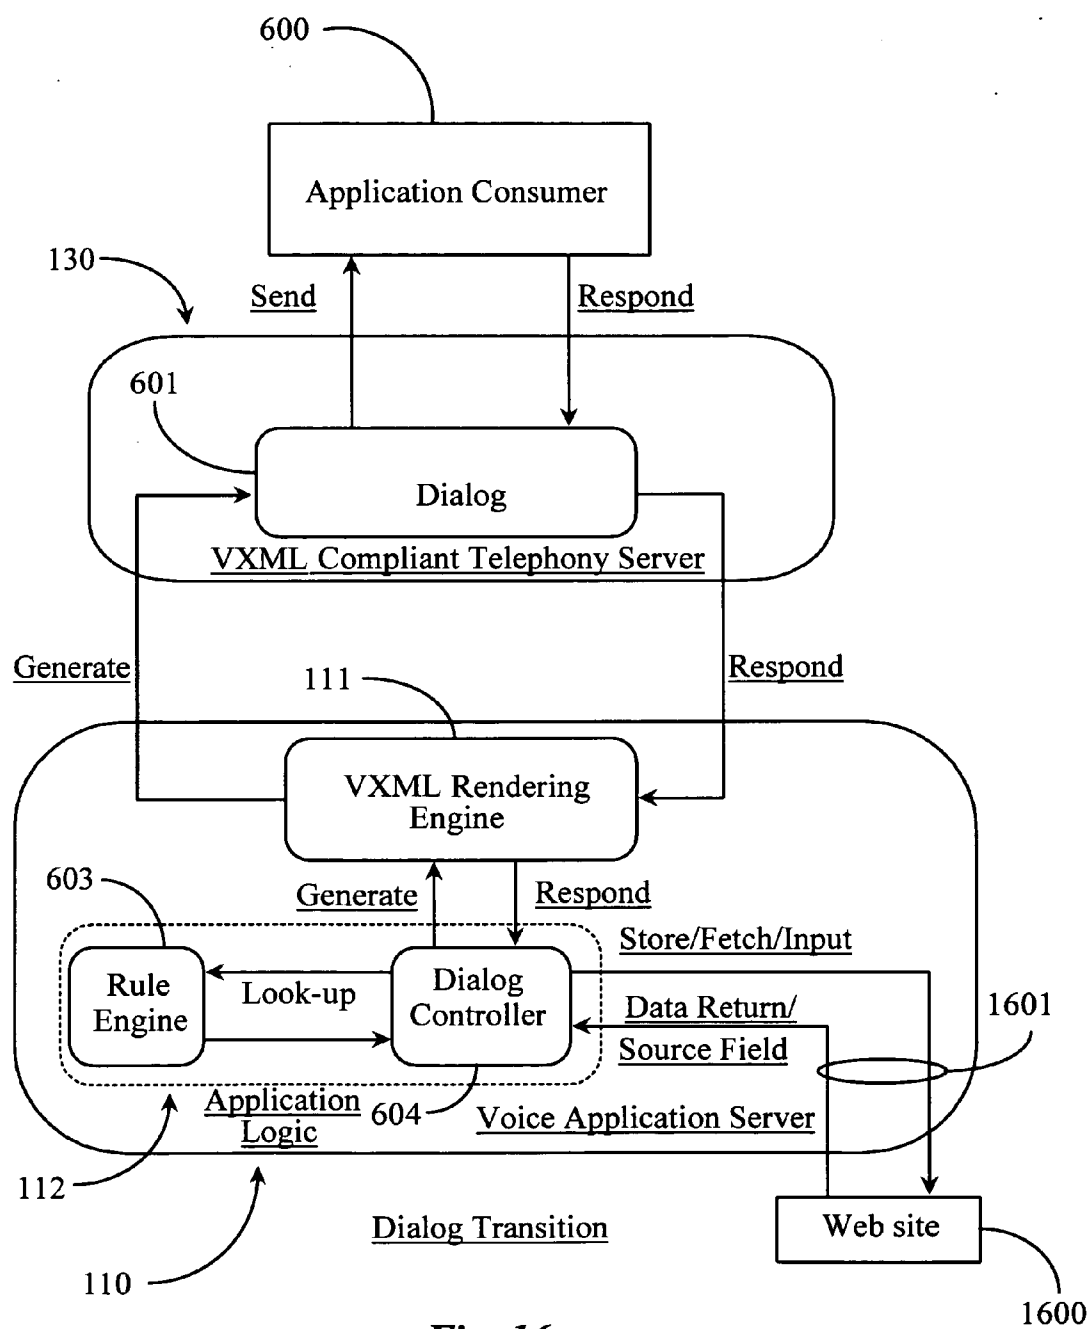 600
Application Consumer
130
Send
Respond
601
Dialog
VXML Compliant Telephony Server
Generate
Respond
111
VXML Rendering
Engine
603
Generate
Respond
Store/Fetch/Input
Rule
Engine
Look-up
Dialog
Controller
Data Return/
Source Field
1601
Application
Logic
604
Voice Application Server
112
Web site
Dialog Transition
110
1600